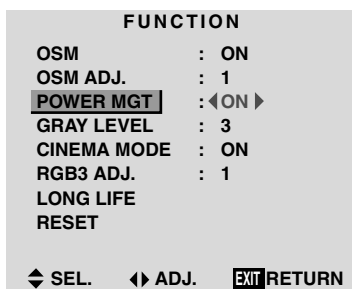 FUNCTION
OSM : ON
OSM ADJ. : 1
POWER MGT : ◀ON▶
GRAY LEVEL : 3
CINEMA MODE : ON
RGB3 ADJ. : 1
LONG LIFE
RESET
SEL. ADJ. EXIT RETURN